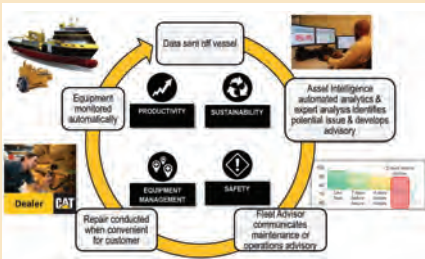 Data sent off vessel
Equipment
monitored
automatically
PRODUCTIVITY
SUSTAINABILITY
Asset Intelligence
automated analytics &
expert analysis identifies
potential issue & develops
advisory
EQUIPMENT
MANAGEMENT
SAFETY
Dealer
CAT
Repair conducted
when convenient
for customer
Fleet Advisor
communicates
maintenance or
operations advisory